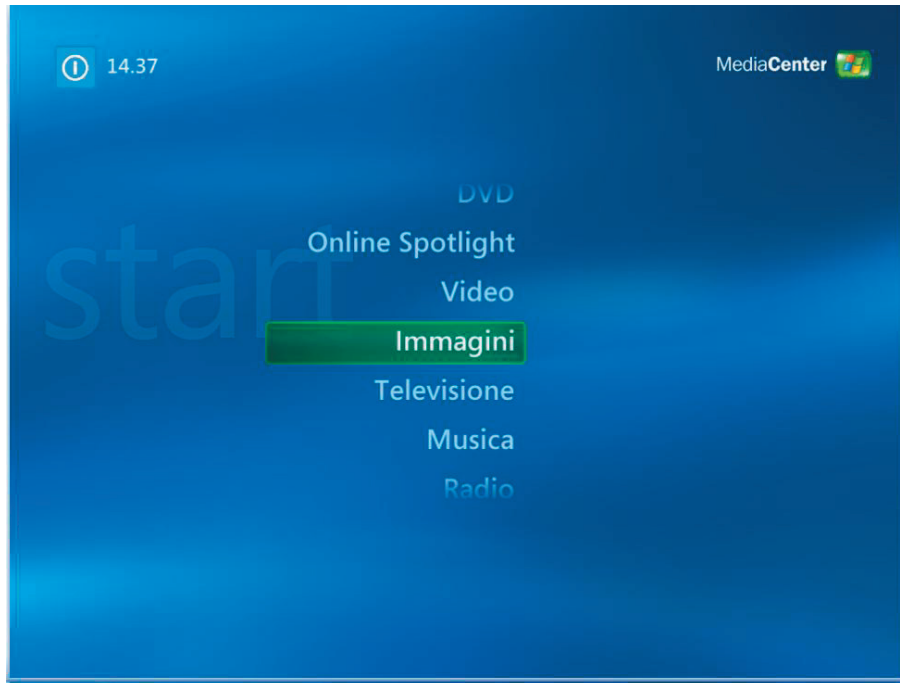 14.37
MediaCenter
start
DVD
Online Spotlight
Video
Immagini
Televisione
Musica
Radio